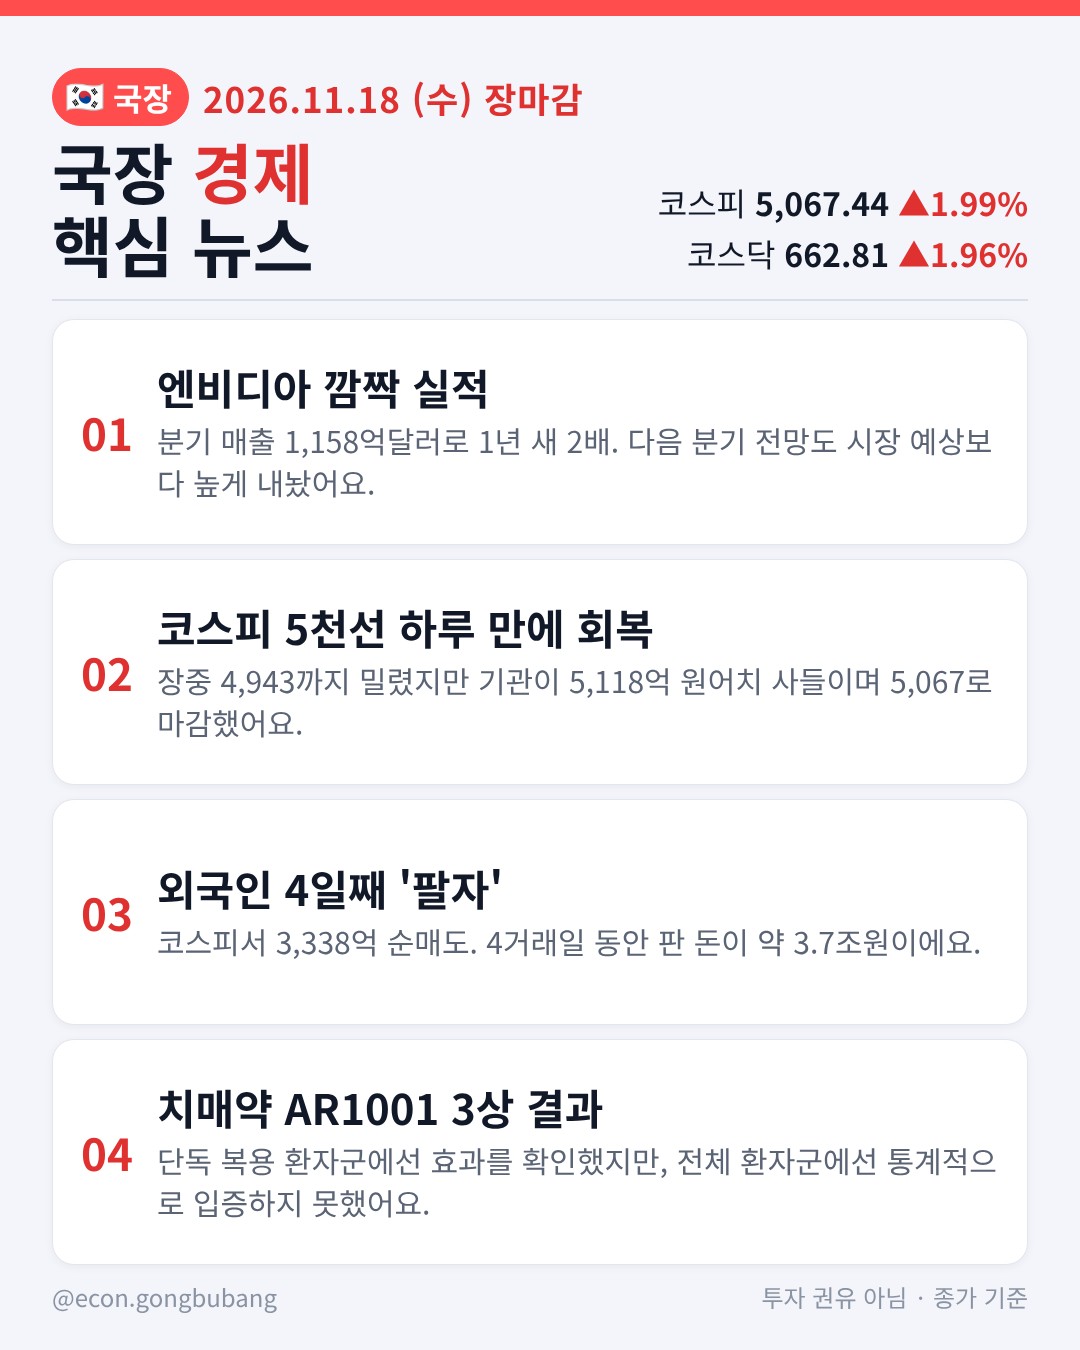 🇰🇷 국장 2026.11.18 (수) 장마감
국장 경제
핵심 뉴스
코스피 5,067.44 ▲1.99%
코스닥 662.81 ▲1.96%
01
엔비디아 깜짝 실적
분기 매출 1,158억달러로 1년 새 2배. 다음 분기 전망도 시장 예상보
다 높게 내놨어요.
02
코스피 5천선 하루 만에 회복
장중 4,943까지 밀렸지만 기관이 5,118억 원어치 사들이며 5,067로
마감했어요.
03
외국인 4일째 '팔자'
코스피서 3,338억 순매도. 4거래일 동안 판 돈이 약 3.7조원이에요.
04
치매약 AR1001 3상 결과
단독 복용 환자군에선 효과를 확인했지만, 전체 환자군에선 통계적으
로 입증하지 못했어요.
@econ.gongbubang
투자 권유 아님 · 종가 기준